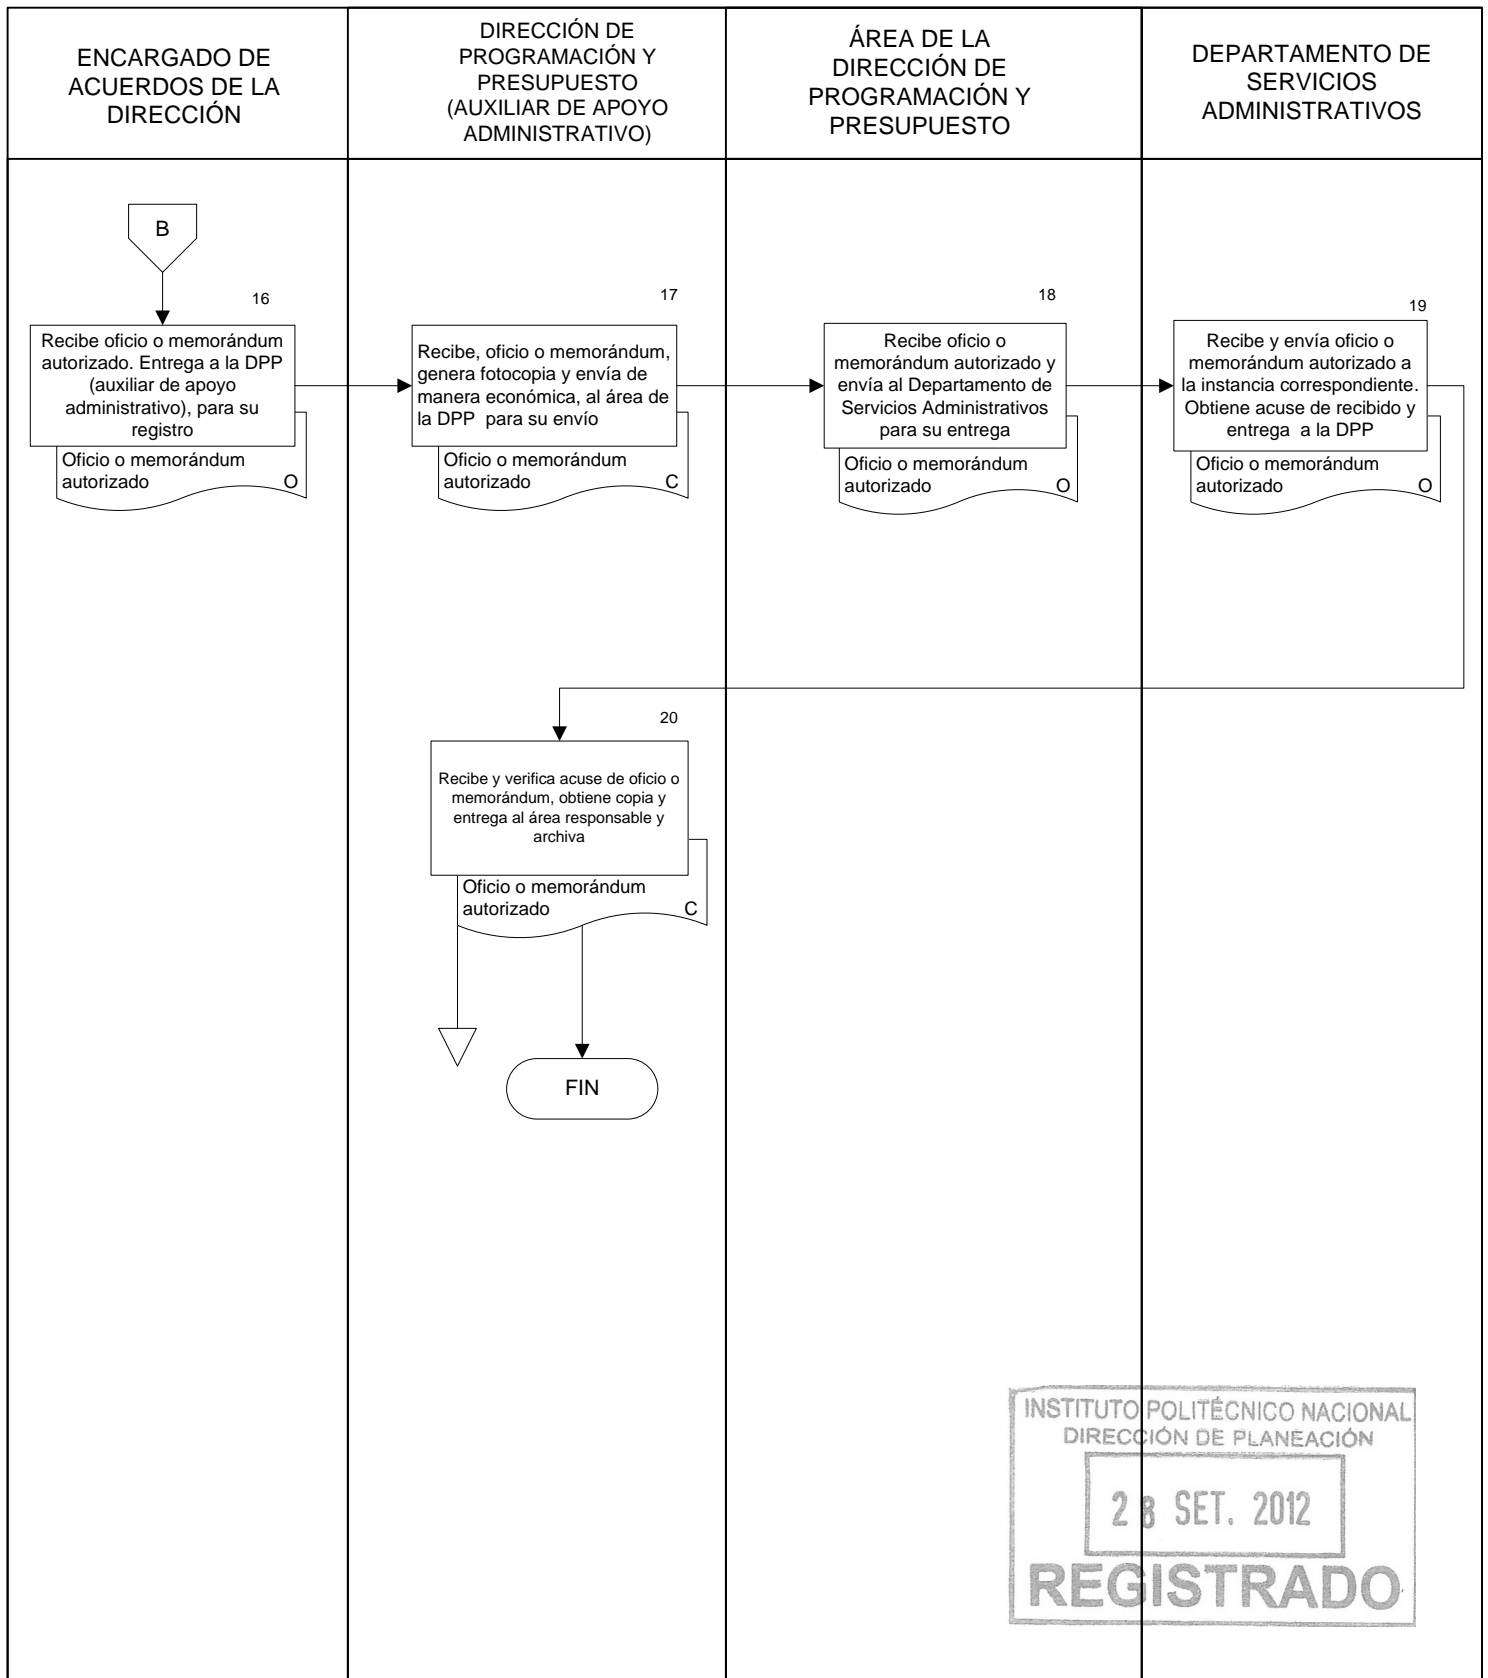 ENCARGADO DE
ACUERDOS DE LA
DIRECCIÓN
DIRECCIÓN DE
PROGRAMACIÓN Y
PRESUPUESTO
(AUXILIAR DE APOYO
ADMINISTRATIVO)
ÁREA DE LA
DIRECCIÓN DE
PROGRAMACIÓN Y
PRESUPUESTO
DEPARTAMENTO DE
SERVICIOS
ADMINISTRATIVOS
B
16
Recibe oficio o memorándum
autorizado. Entrega a la DPP
(auxiliar de apoyo
administrativo), para su
registro
Oficio o memorándum
autorizado O
17
Recibe, oficio o memorándum,
genera fotocopia y envía de
manera económica, al área de
la DPP para su envío
Oficio o memorándum
autorizado C
18
Recibe oficio o
memorándum autorizado y
envía al Departamento de
Servicios Administrativos
para su entrega
Oficio o memorándum
autorizado O
19
Recibe y envía oficio o
memorándum autorizado a
la instancia correspondiente.
Obtiene acuse de recibido y
entrega a la DPP
Oficio o memorándum
autorizado O
20
Recibe y verifica acuse de oficio o
memorándum, obtiene copia y
entrega al área responsable y
archiva
Oficio o memorándum
autorizado C
FIN
INSTITUTO POLITÉCNICO NACIONAL
DIRECCIÓN DE PLANEACIÓN
28 SET. 2012
REGISTRADO